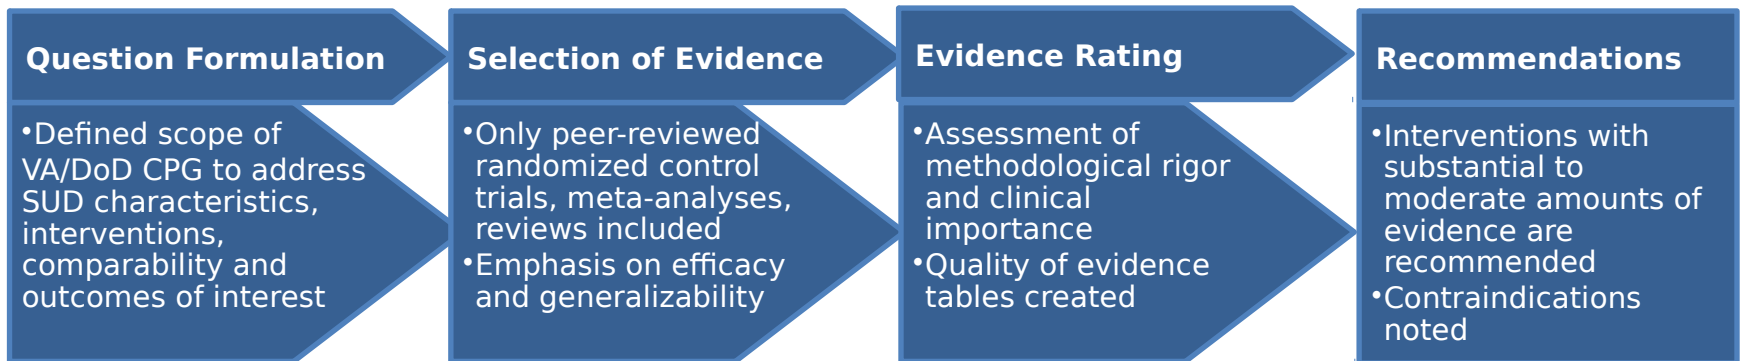 Question Formulation
•Defined scope of
VA/DoD CPG to address
SUD characteristics,
interventions,
comparability and
outcomes of interest
Selection of Evidence
•Only peer-reviewed
randomized control
trials, meta-analyses,
reviews included
•Emphasis on efficacy
and generalizability
Evidence Rating
•Assessment of
methodological rigor
and clinical
importance
•Quality of evidence
tables created
Recommendations
•Interventions with
substantial to
moderate amounts of
evidence are
recommended
•Contraindications
noted